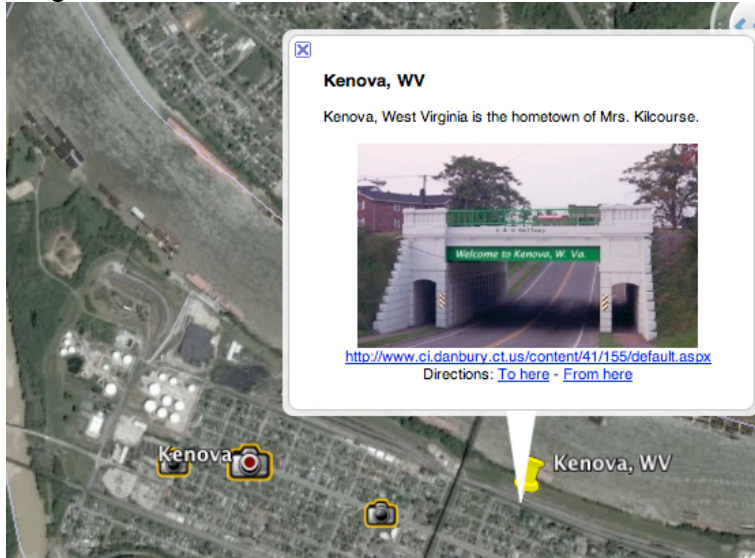 Kenova, WV
Kenova, West Virginia is the hometown of Mrs. Kilcourse.
C & O Railway
Welcome to Kenova, W. Va.
http://www.ci.danbury.ct.us/content/41/155/default.aspx
Directions: To here - From here
Kenova
Kenova, WV